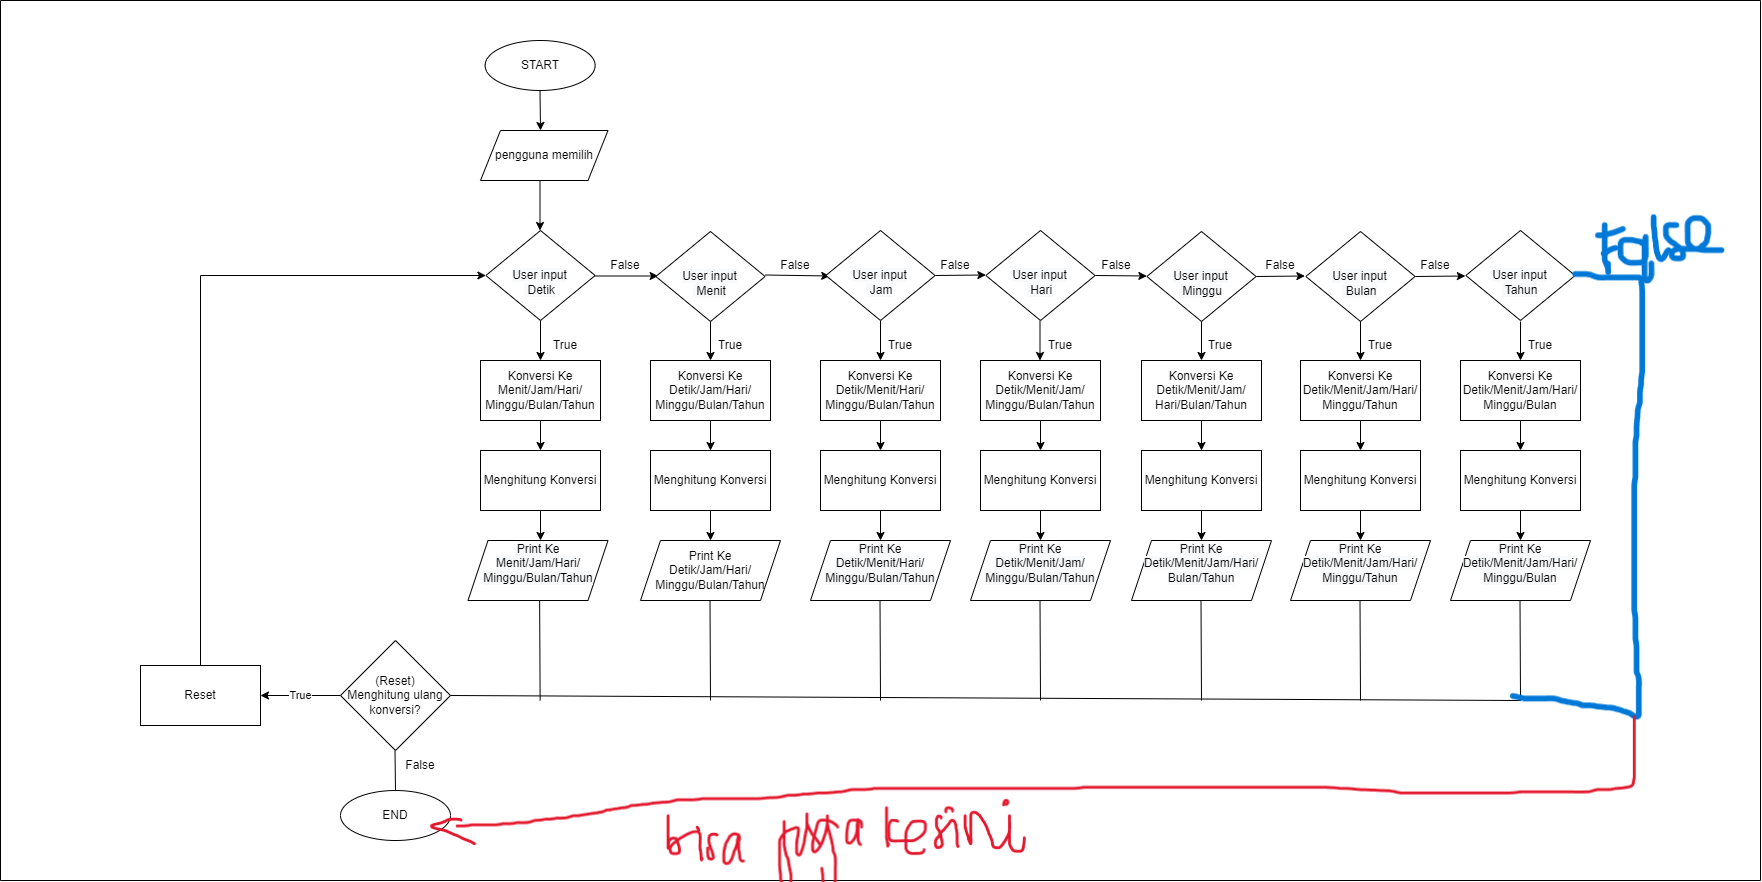 START
pengguna memilih
False
User input
Detik
False
User input
Menit
False
User input
Jam
False
User input
Hari
False
User input
Minggu
False
User input
Bulan
False
User input
Tahun
False
True
True
True
True
True
True
True
Konversi Ke
Menit/Jam/Hari/
Minggu/Bulan/Tahun
Konversi Ke
Detik/Jam/Hari/
Minggu/Bulan/Tahun
Konversi Ke
Detik/Menit/Hari/
Minggu/Bulan/Tahun
Konversi Ke
Detik/Menit/Jam/
Minggu/Bulan/Tahun
Konversi Ke
Detik/Menit/Jam/
Hari/Bulan/Tahun
Konversi Ke
Detik/Menit/Jam/Hari/
Minggu/Tahun
Konversi Ke
Detik/Menit/Jam/Hari/
Minggu/Bulan
Menghitung Konversi
Menghitung Konversi
Menghitung Konversi
Menghitung Konversi
Menghitung Konversi
Menghitung Konversi
Menghitung Konversi
Print Ke
Menit/Jam/Hari/
Minggu/Bulan/Tahun
Print Ke
Detik/Jam/Hari/
Minggu/Bulan/Tahun
Print Ke
Detik/Menit/Hari/
Minggu/Bulan/Tahun
Print Ke
Detik/Menit/Jam/
Minggu/Bulan/Tahun
Print Ke
Detik/Menit/Jam/Hari/
Bulan/Tahun
Print Ke
Detik/Menit/Jam/Hari/
Minggu/Tahun
Print Ke
Detik/Menit/Jam/Hari/
Minggu/Bulan
Reset
True
(Reset)
Menghitung ulang
konversi?
False
END
bisa juga kesini